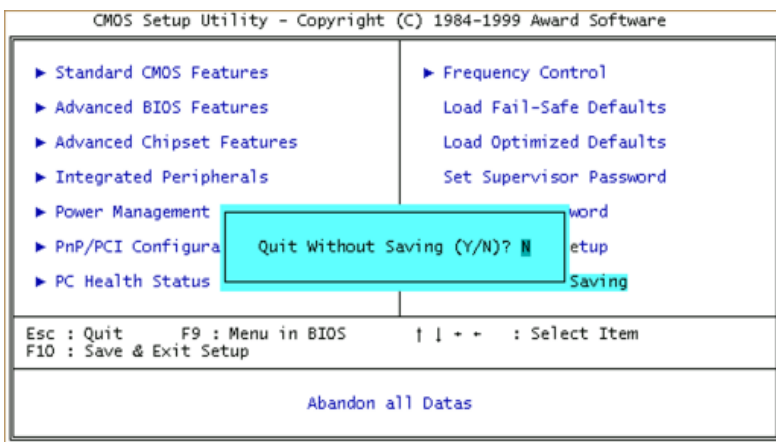 CMOS Setup Utility - Copyright (C) 1984-1999 Award Software
▶ Standard CMOS Features
▶ Advanced BIOS Features
▶ Advanced Chipset Features
▶ Integrated Peripherals
▶ Power Management
▶ PnP/PCI Configura
▶ PC Health Status
▶ Frequency Control
Load Fail-Safe Defaults
Load Optimized Defaults
Set Supervisor Password
word
etup
Saving
Quit Without Saving (Y/N)? N
Esc : Quit F9 : Menu in BIOS ↑ ↓ ← ← : Select Item
F10 : Save & Exit Setup
Abandon all Datas